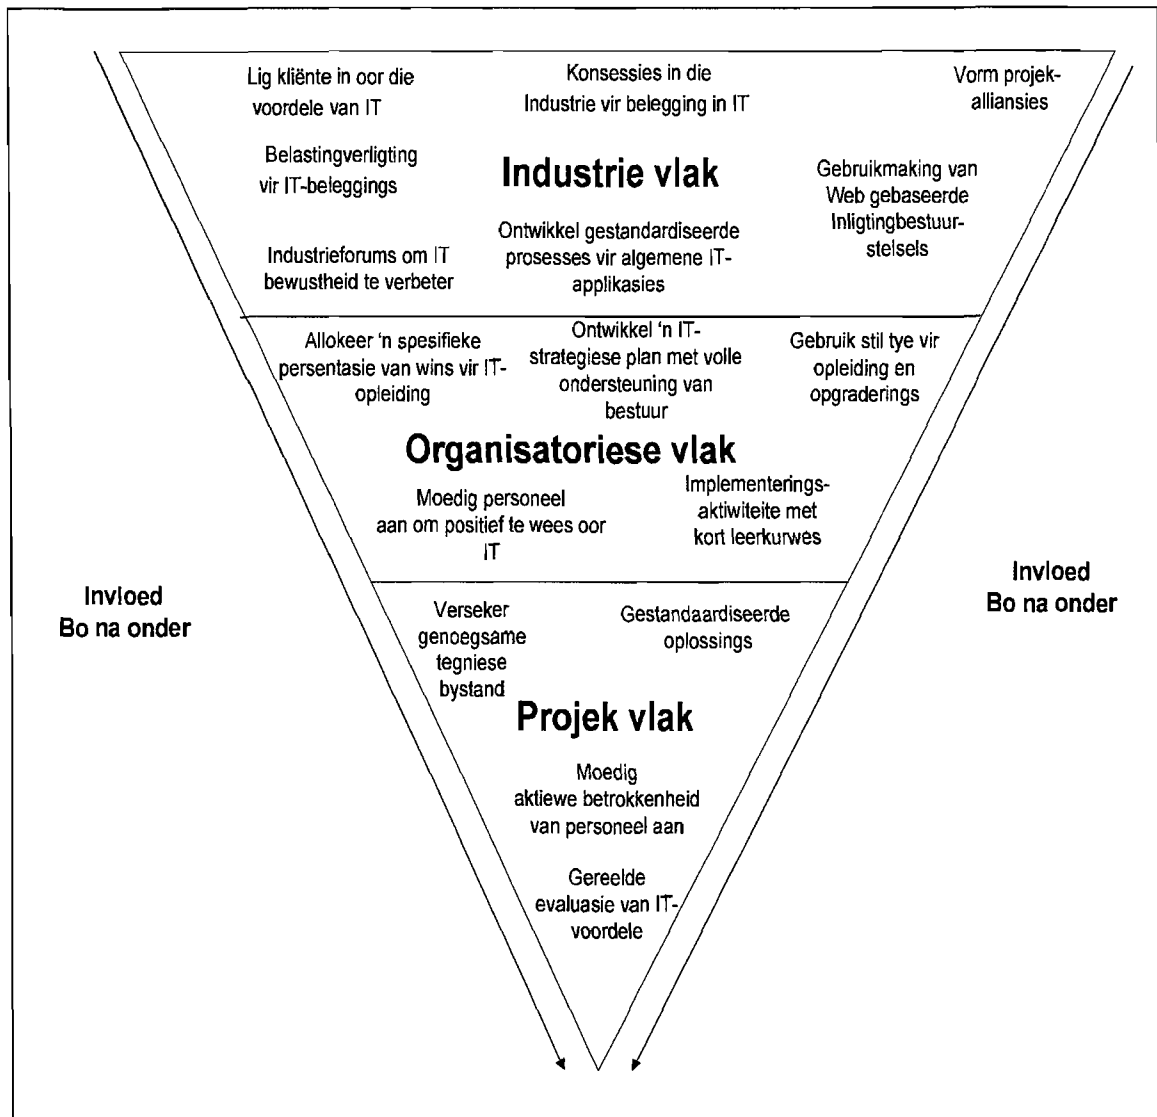 Lig kliënte in oor die
voordele van IT
Konsessies in die
Industrie vir belegging in IT
Vorm projek-
alliansies
Belastingverligting
vir IT-beleggings
Industrie vlak
Gebruikmaking van
Web gebaseerde
Inligtingbestuur-
stelsels
Industrieforums om IT
bewustheid te verbeter
Ontwikkel gestandardiseerde
prosesses vir algemene IT-
applikasies
Allokeer 'n spesifieke
persentasie van wins vir IT-
opleiding
Ontwikkel 'n IT-
strategiese plan met volle
ondersteuning van
bestuur
Gebruik stil tye vir
opleiding en
opgraderings
Organisatoriese vlak
Moedig personeel
aan om positief te wees oor
IT
Implementerings-
aktiwiteite met
kort leerkurwes
Invloed
Bo na onder
Invloed
Bo na onder
Verseker
genoegsame
tegniese
bystand
Gestandaardiseerde
oplossings
Projek vlak
Moedig
aktiewe betrokkenheid
van personeel aan
Gereelde
evaluasie van IT-
voordele